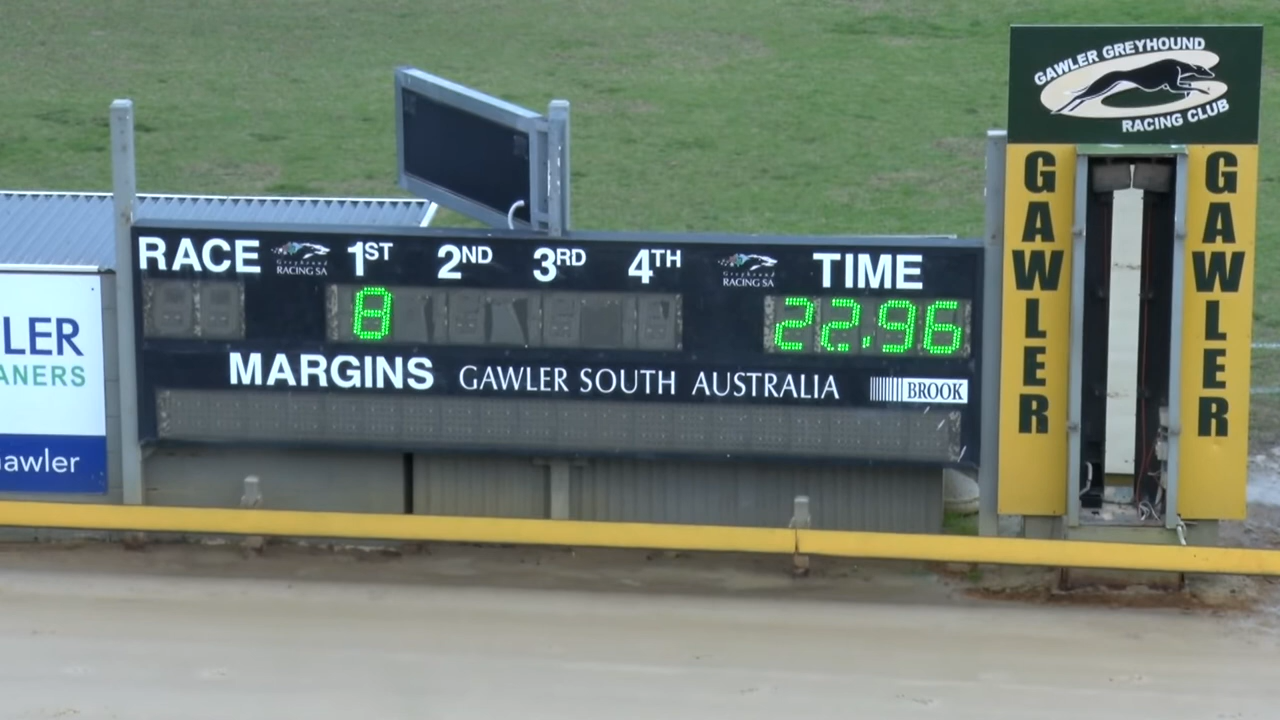 GAWLER GREYHOUND
RACING CLUB
GAWLER
GAWLER
RACE
Greyhound
RACING SA
1ST
2ND
3RD
4TH
Greyhound
RACING SA
TIME
8
22.96
MARGINS
GAWLER SOUTH AUSTRALIA
BROOK
LER
ANERS
awler